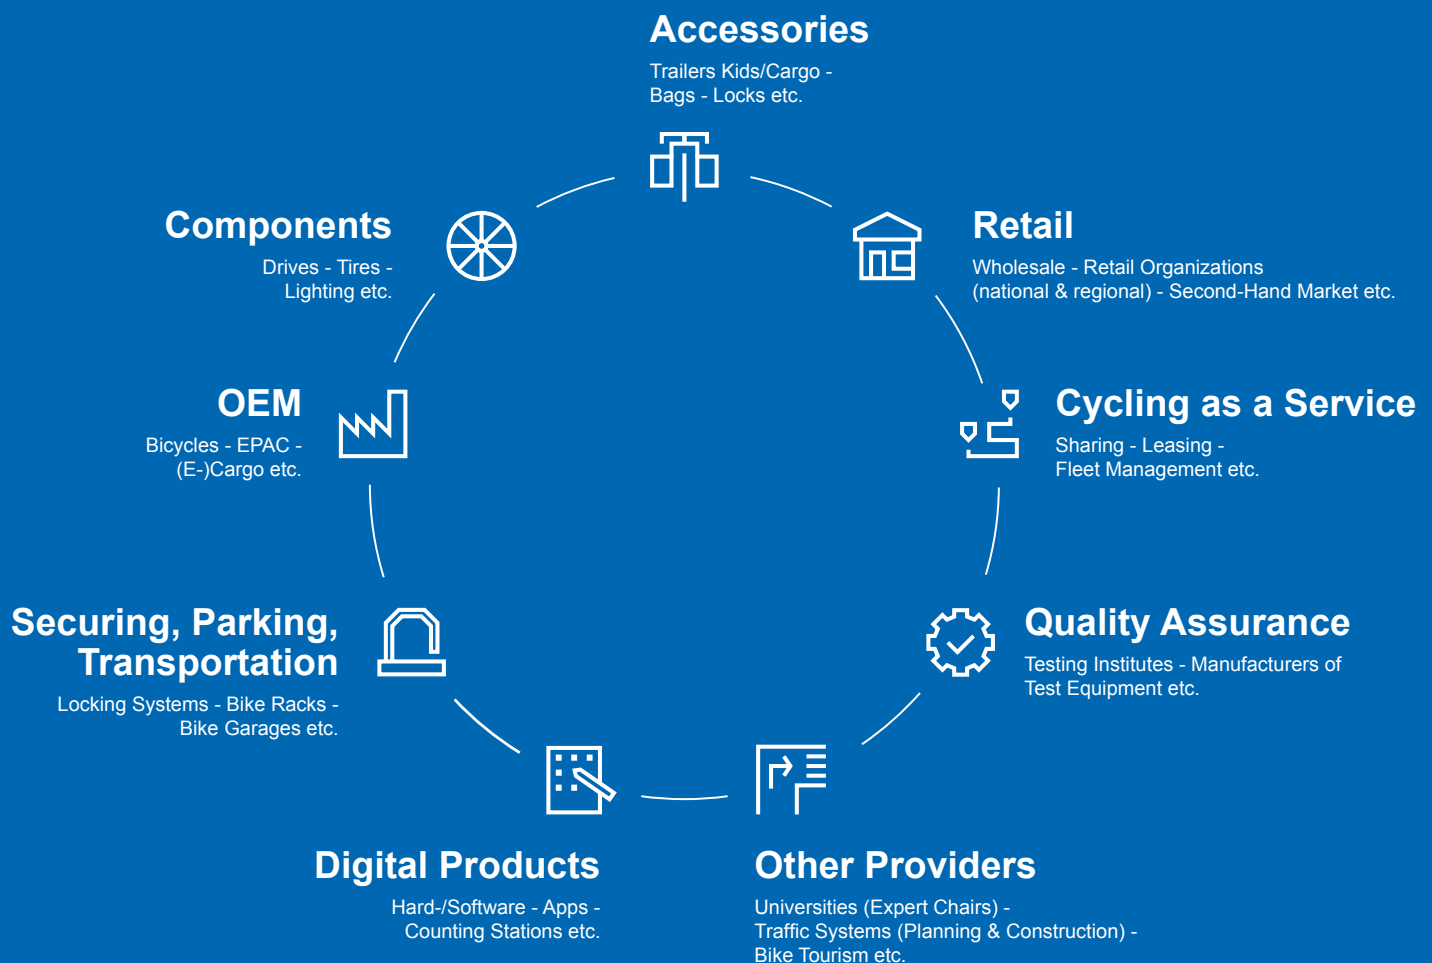 Accessories
Trailers Kids/Cargo -
Bags - Locks etc.
Components
Drives - Tires -
Lighting etc.
Retail
Wholesale - Retail Organizations
(national & regional) - Second-Hand Market etc.
OEM
Bicycles - EPAC -
(E-)Cargo etc.
Cycling as a Service
Sharing - Leasing -
Fleet Management etc.
Securing, Parking,
Transportation
Locking Systems - Bike Racks -
Bike Garages etc.
Quality Assurance
Testing Institutes - Manufacturers of
Test Equipment etc.
Digital Products
Hard-/Software - Apps -
Counting Stations etc.
Other Providers
Universities (Expert Chairs) -
Traffic Systems (Planning & Construction) -
Bike Tourism etc.